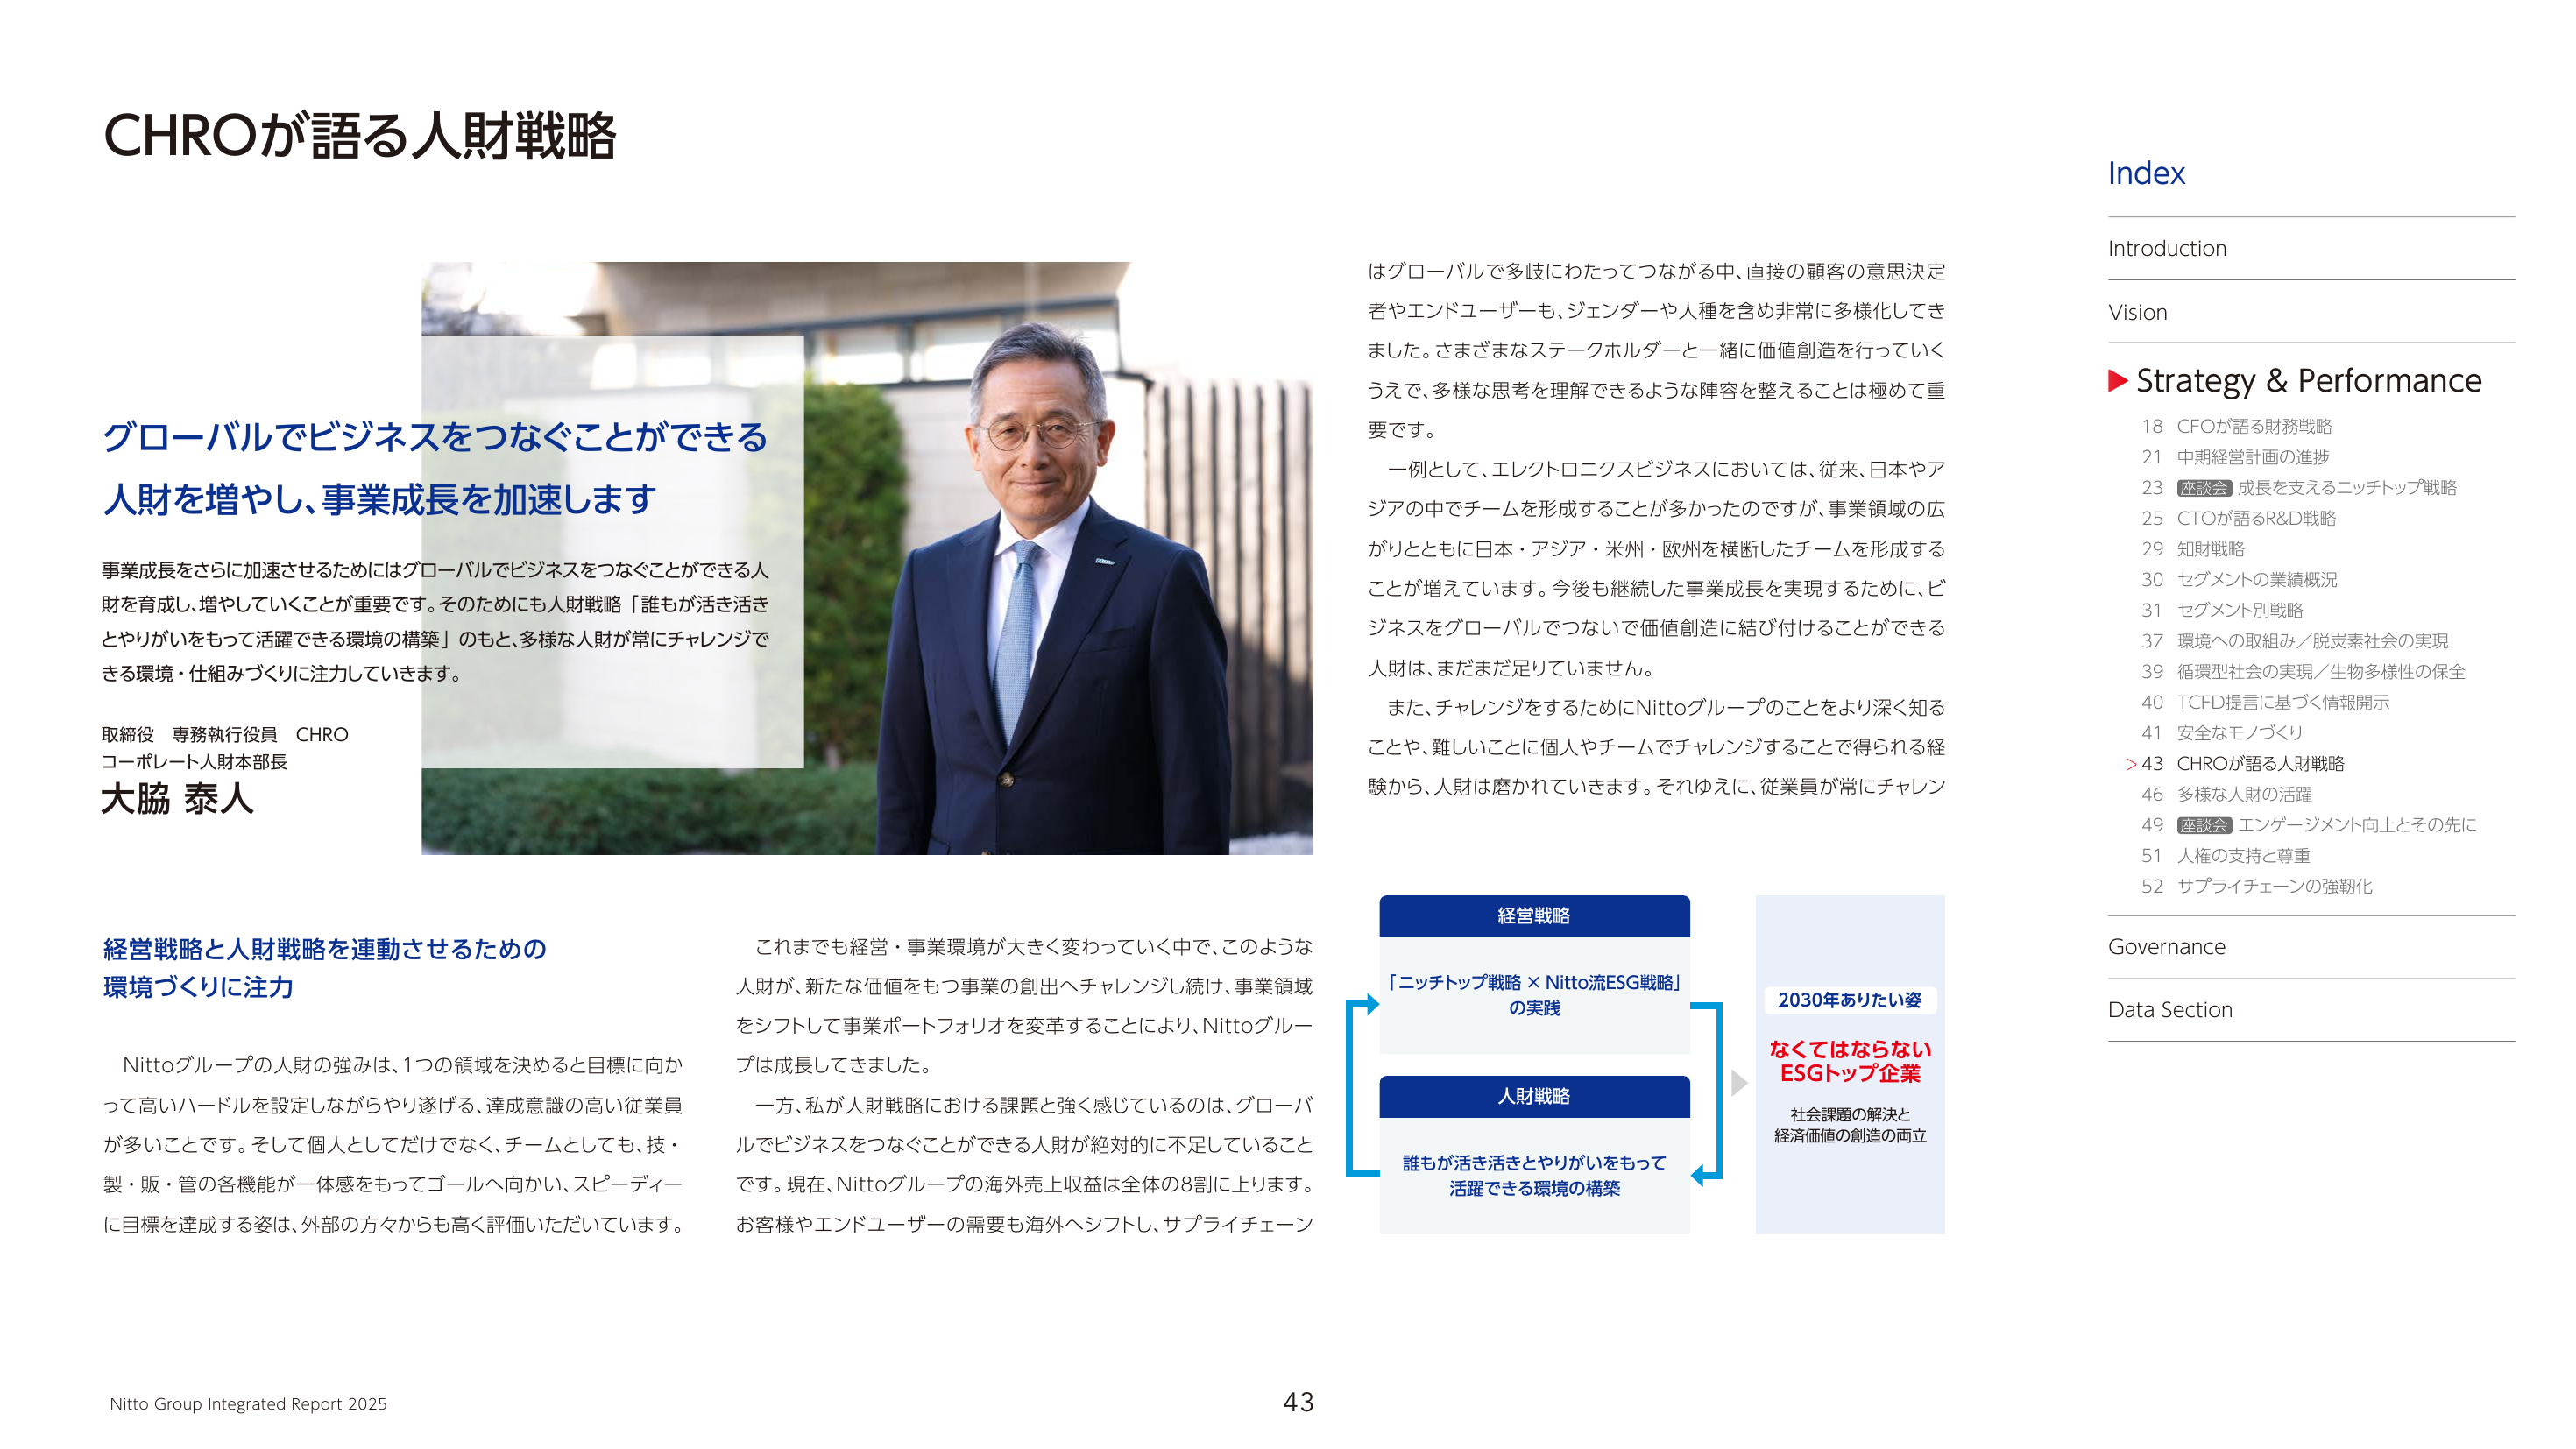 CHROが語る人財戦略
グローバルでビジネスをつなぐことができる
人財を増やし、事業成長を加速します
事業成長をさらに加速させるためにはグローバルでビジネスをつなぐことができる人
財を育成し、増やしていくことが重要です。そのためにも人財戦略「誰もが活き活き
とやりがいをもって活躍できる環境の構築」のもと、多様な人財が常にチャレンジで
きる環境・仕組みづくりに注力していきます。
取締役　専務執行役員　CHRO
コーポレート人財本部長
大脇 泰人
経営戦略と人財戦略を連動させるための
環境づくりに注力
Nittoグループの人財の強みは、1つの領域を決めると目標に向か
って高いハードルを設定しながらやり遂げる、達成意識の高い従業員
が多いことです。そして個人としてだけでなく、チームとしても、技・
製・販・管の各機能が一体感をもってゴールへ向かい、スピーディー
に目標を達成する姿は、外部の方々からも高く評価いただいています。
これまでも経営・事業環境が大きく変わっていく中で、このような
人財が、新たな価値をもつ事業の創出へチャレンジし続け、事業領域
をシフトして事業ポートフォリオを変革することにより、Nittoグルー
プは成長してきました。
一方、私が人財戦略における課題と強く感じているのは、グローバ
ルでビジネスをつなぐことができる人財が絶対的に不足していること
です。現在、Nittoグループの海外売上収益は全体の8割に上ります。
お客様やエンドユーザーの需要も海外へシフトし、サプライチェーン
はグローバルで多岐にわたってつながる中、直接の顧客の意思決定
者やエンドユーザーも、ジェンダーや人種を含め非常に多様化してき
ました。さまざまなステークホルダーと一緒に価値創造を行っていく
うえで、多様な思考を理解できるような陣容を整えることは極めて重
要です。
一例として、エレクトロニクスビジネスにおいては、従来、日本やア
ジアの中でチームを形成することが多かったのですが、事業領域の広
がりとともに日本・アジア・米州・欧州を横断したチームを形成する
ことが増えています。今後も継続した事業成長を実現するために、ビ
ジネスをグローバルでつないで価値創造に結び付けることができる
人財は、まだまだ足りていません。
また、チャレンジをするためにNittoグループのことをより深く知る
ことや、難しいことに個人やチームでチャレンジすることで得られる経
験から、人財は磨かれていきます。それゆえに、従業員が常にチャレン
経営戦略
「ニッチトップ戦略 × Nitto流ESG戦略」
の実践
人財戦略
誰もが活き活きとやりがいをもって
活躍できる環境の構築
2030年ありたい姿
なくてはならない
ESGトップ企業
社会課題の解決と
経済価値の創造の両立
Index
Introduction
Vision
Strategy & Performance
18 CFOが語る財務戦略
21 中期経営計画の進捗
23 座談会 成長を支えるニッチトップ戦略
25 CTOが語るR&D戦略
29 知財戦略
30 セグメントの業績概況
31 セグメント別戦略
37 環境への取組み／脱炭素社会の実現
39 循環型社会の実現／生物多様性の保全
40 TCFD提言に基づく情報開示
41 安全なモノづくり
> 43 CHROが語る人財戦略
46 多様な人財の活躍
49 座談会 エンゲージメント向上とその先に
51 人権の支持と尊重
52 サプライチェーンの強靭化
Governance
Data Section
Nitto Group Integrated Report 2025
43